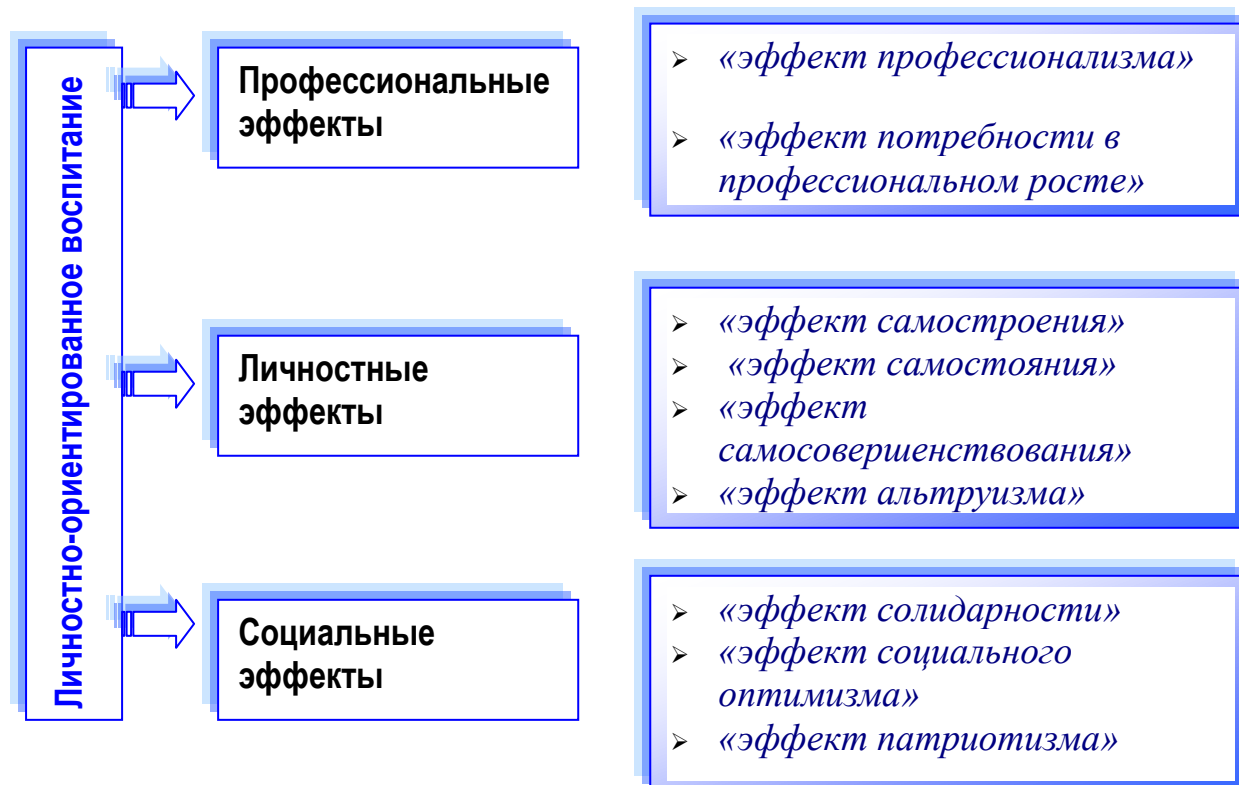 Личностно-ориентированное воспитание
Профессиональные
эффекты
➢ «эффект профессионализма»
➢ «эффект потребности в
профессиональном росте»
Личностные
эффекты
➢ «эффект самостроения»
➢ «эффект самостояния»
➢ «эффект
самосовершенствования»
➢ «эффект альтруизма»
Социальные
эффекты
➢ «эффект солидарности»
➢ «эффект социального
оптимизма»
➢ «эффект патриотизма»